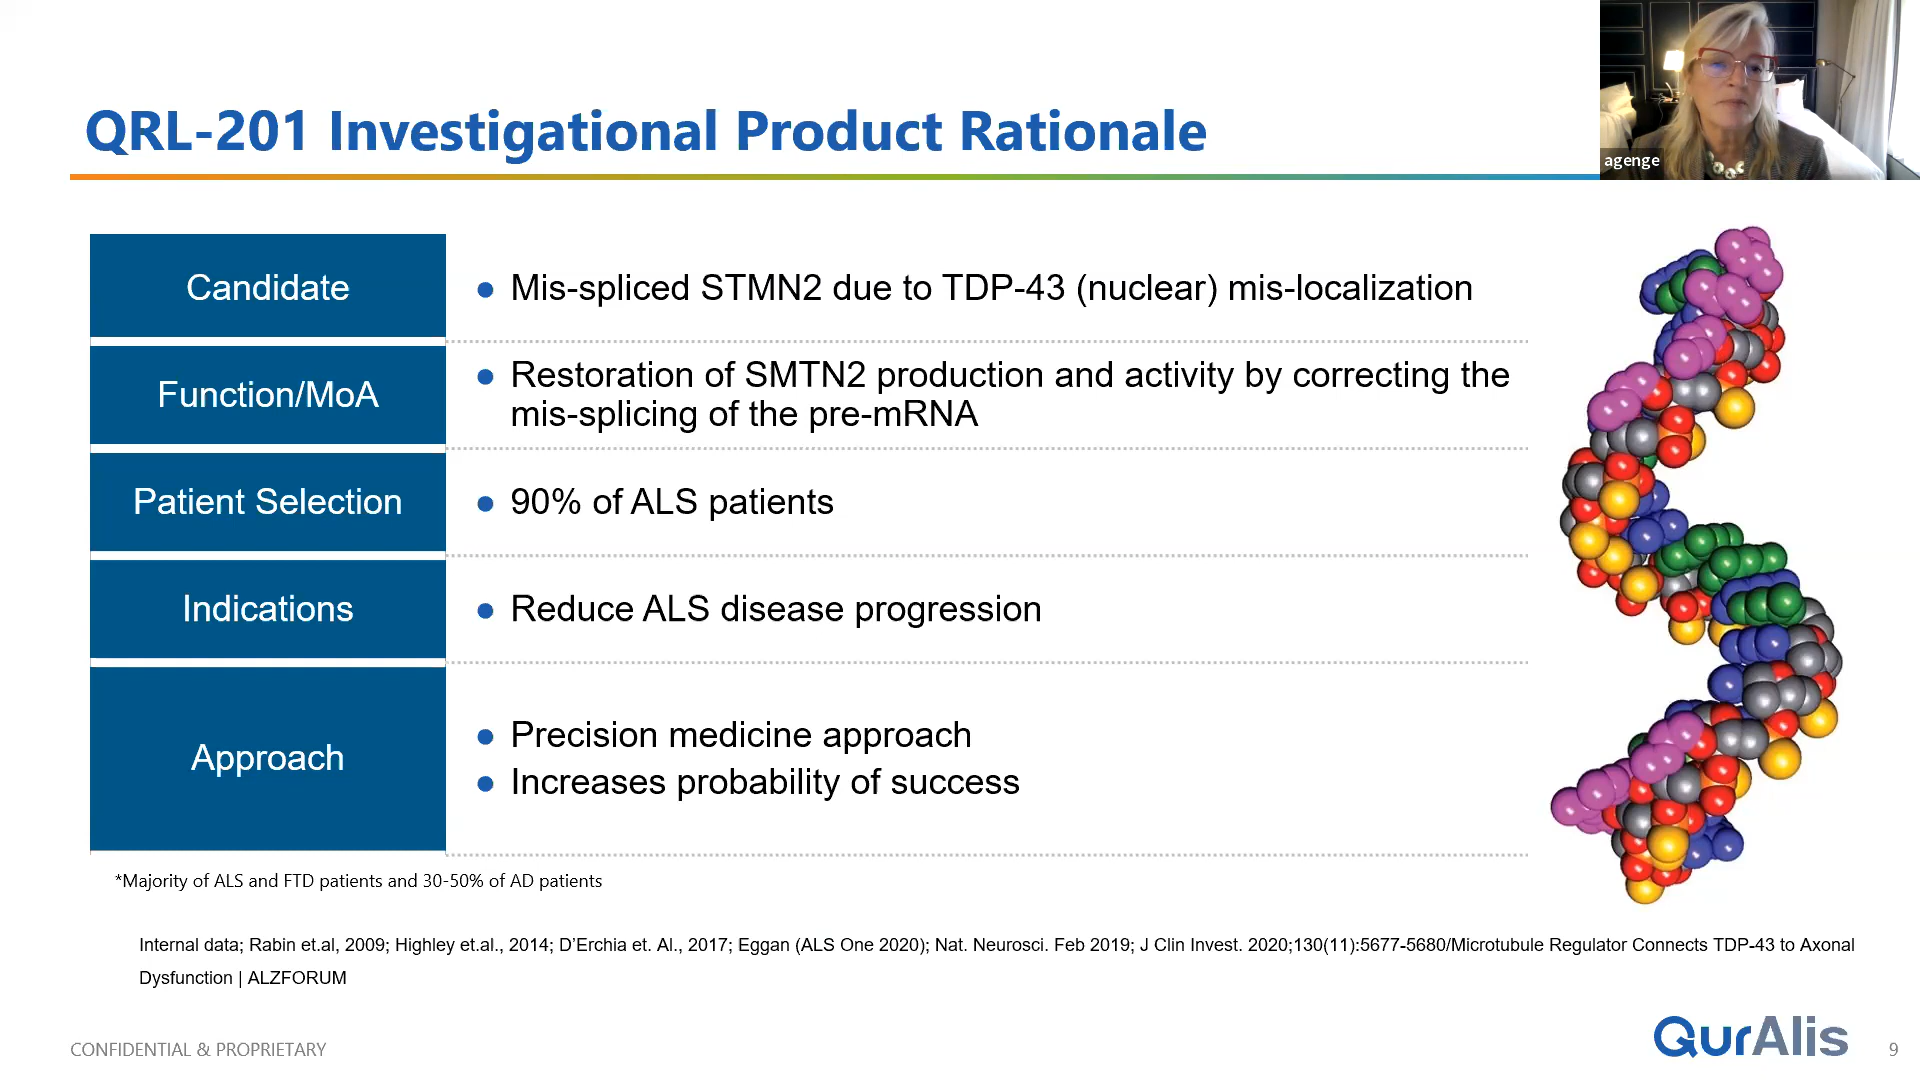 QRL-201 Investigational Product Rationale
agenge
Candidate
● Mis-spliced STMN2 due to TDP-43 (nuclear) mis-localization
Function/MoA
● Restoration of SMTN2 production and activity by correcting the
mis-splicing of the pre-mRNA
Patient Selection
● 90% of ALS patients
Indications
● Reduce ALS disease progression
Approach
● Precision medicine approach
● Increases probability of success
*Majority of ALS and FTD patients and 30-50% of AD patients
Internal data; Rabin et.al, 2009; Highley et.al., 2014; D’Erchia et. Al., 2017; Eggan (ALS One 2020); Nat. Neurosci. Feb 2019; J Clin Invest. 2020;130(11):5677-5680/Microtubule Regulator Connects TDP-43 to Axonal
Dysfunction | ALZFORUM
CONFIDENTIAL & PROPRIETARY
QurAlis
9